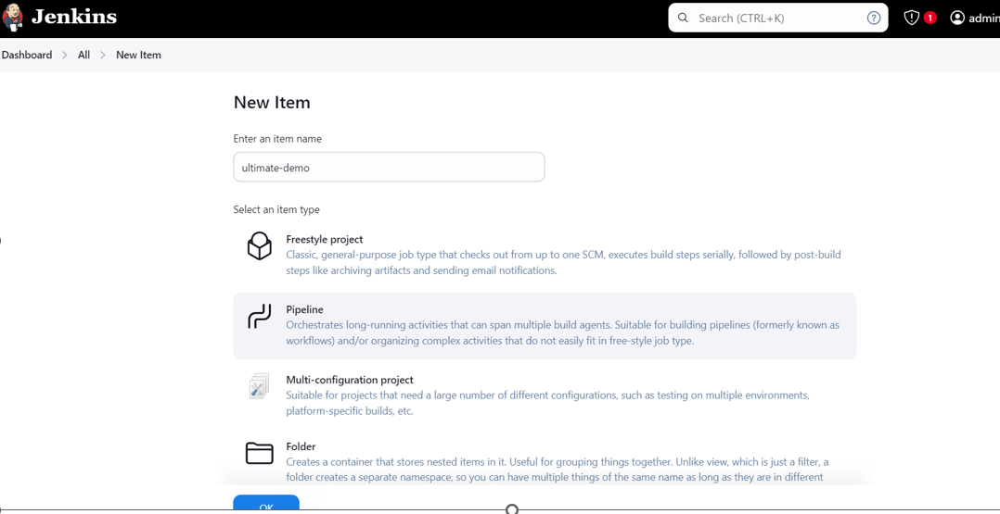 Jenkins
Search (CTRL+K)
?
1
admin
Dashboard > All > New Item
New Item
Enter an item name
ultimate-demo
Select an item type
Freestyle project
Classic, general-purpose job type that checks out from up to one SCM, executes build steps serially, followed by post-build
steps like archiving artifacts and sending email notifications.
Pipeline
Orchestrates long-running activities that can span multiple build agents. Suitable for building pipelines (formerly known as
workflows) and/or organizing complex activities that do not easily fit in free-style job type.
Multi-configuration project
Suitable for projects that need a large number of different configurations, such as testing on multiple environments,
platform-specific builds, etc.
Folder
Creates a container that stores nested items in it. Useful for grouping things together. Unlike view, which is just a filter, a
folder creates a separate namespace, so you can have multiple things of the same name as long as they are in different
OK